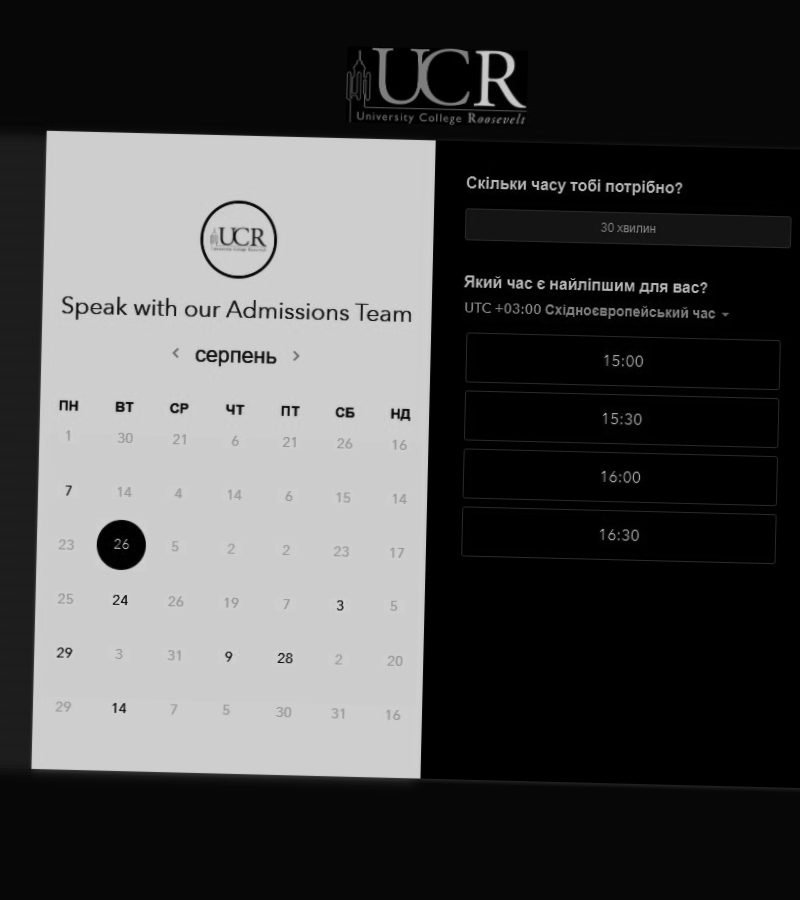 UCR
University College Roosevelt
UCR
University College Roosevelt
Speak with our Admissions Team
серпень
ПН ВТ СР ЧТ ПТ СБ НД
1 30 21 6 21 26 16
7 14 4 14 6 15 14
23 26 5 2 2 23 17
25 24 26 19 7 3 5
29 3 31 9 28 2 20
29 14 7 5 30 31 16
Скільки часу тобі потрібно?
30 хвилин
Який час є найліпшим для вас?
UTC +03:00 Східноєвропейський час
15:00
15:30
16:00
16:30